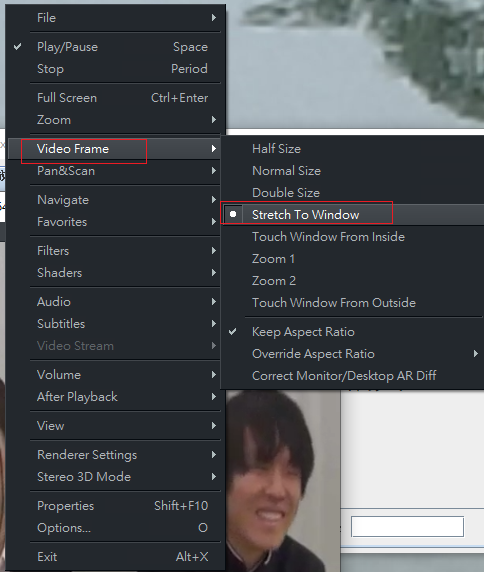 File
Play/Pause Space
Stop Period
Full Screen Ctrl+Enter
Zoom
Video Frame
Pan&Scan
Navigate
Favorites
Filters
Shaders
Audio
Subtitles
Video Stream
Volume
After Playback
View
Renderer Settings
Stereo 3D Mode
Properties Shift+F10
Options... O
Exit Alt+X
Half Size
Normal Size
Double Size
Stretch To Window
Touch Window From Inside
Zoom 1
Zoom 2
Touch Window From Outside
Keep Aspect Ratio
Override Aspect Ratio
Correct Monitor/Desktop AR Diff